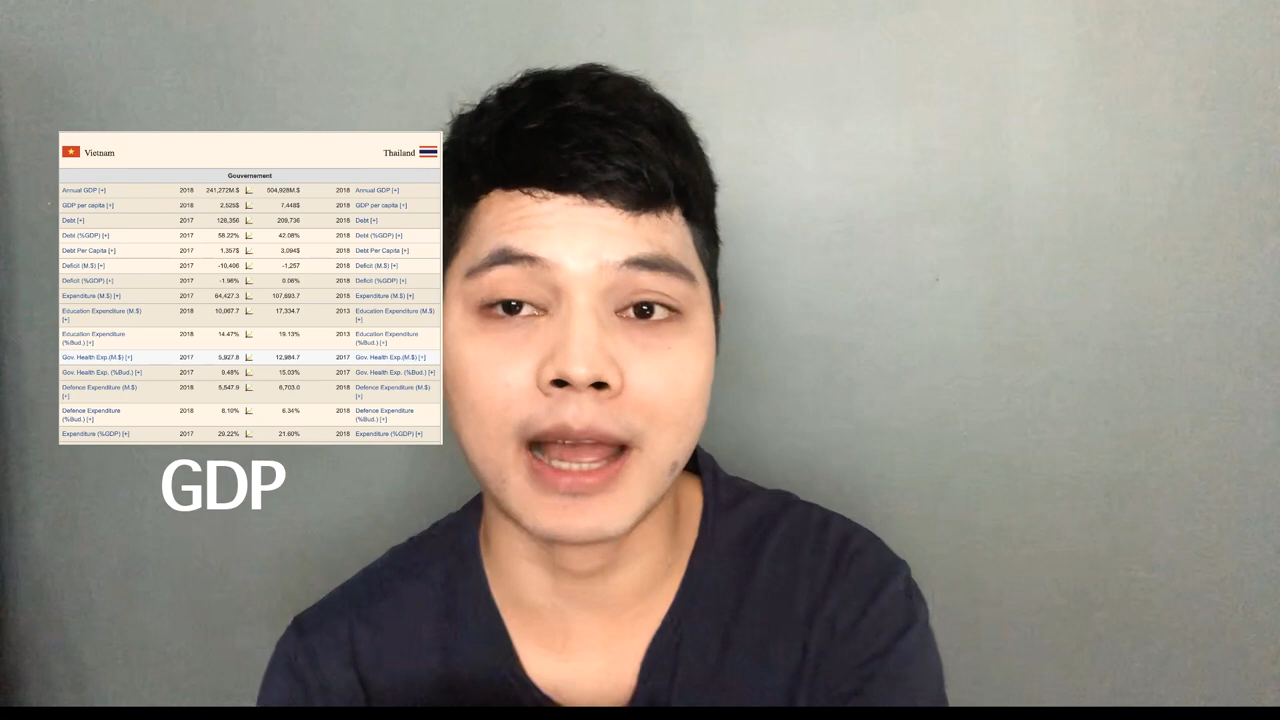 Vietnam Thailand
Gouvernement
Annual GDP [+] 2018 241,272M.$ 504,928M.$ 2018 Annual GDP [+]
GDP per capita [+] 2018 2,525$ 7,448$ 2018 GDP per capita [+]
Debt [+] 2017 128,356 209,736 2018 Debt [+]
Debt (%GDP) [+] 2017 58.22% 42.08% 2018 Debt (%GDP) [+]
Debt Per Capita [+] 2017 1,357$ 3,094$ 2018 Debt Per Capita [+]
Deficit (M.$) [+] 2017 -10,406 -1,257 2018 Deficit (M.$) [+]
Deficit (%GDP) [+] 2017 -1.96% 0.06% 2018 Deficit (%GDP) [+]
Expenditure (M.$) [+] 2017 64,427.3 107,693.7 2018 Expenditure (M.$) [+]
Education Expenditure (M.$) 2018 10,067.7 17,334.7 2013 Education Expenditure (M.$)
[+] [+]
Education Expenditure 2018 14.47% 19.13% 2013 Education Expenditure
(%Bud.) [+] (%Bud.) [+]
Gov. Health Exp.(M.$) [+] 2017 5,927.8 12,984.7 2017 Gov. Health Exp.(M.$) [+]
Gov. Health Exp. (%Bud.) [+] 2017 9.48% 15.03% 2017 Gov. Health Exp. (%Bud.) [+]
Defence Expenditure (M.$) 2018 5,547.9 6,703.0 2018 Defence Expenditure (M.$)
[+] [+]
Defence Expenditure 2018 8.10% 6.34% 2018 Defence Expenditure
(%Bud.) [+] (%Bud.) [+]
Expenditure (%GDP) [+] 2017 29.22% 21.60% 2018 Expenditure (%GDP) [+]
GDP